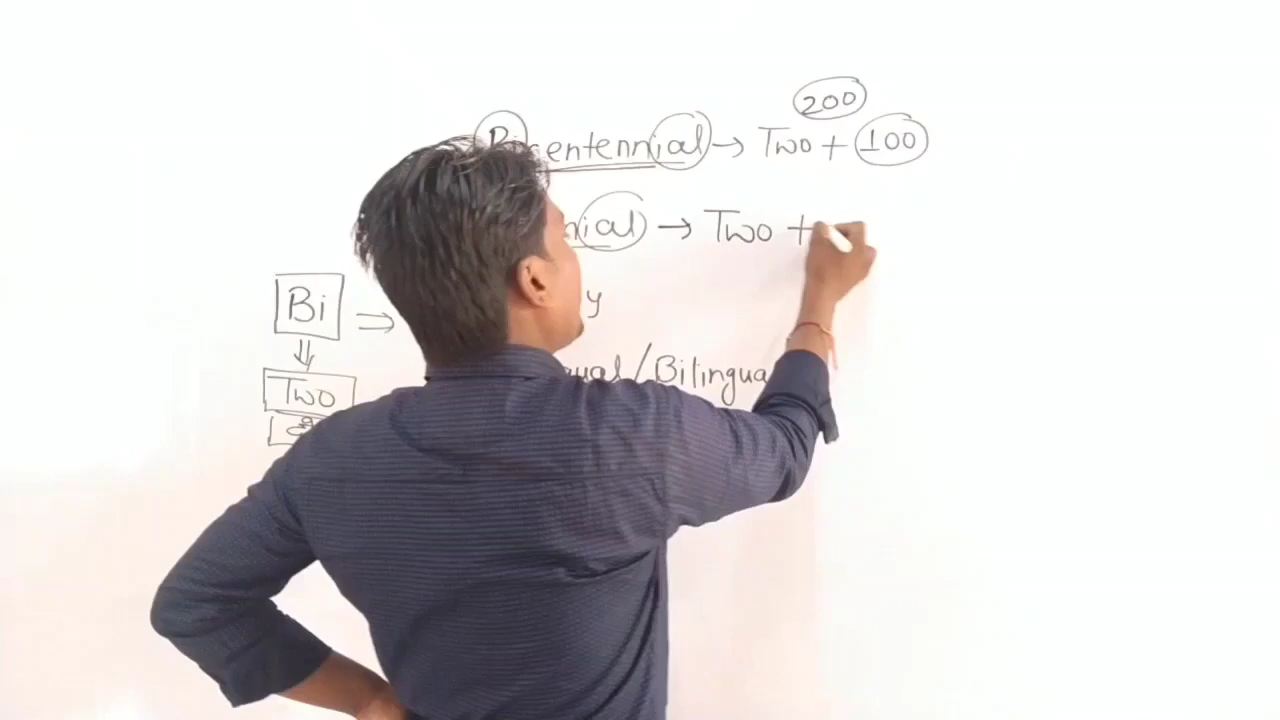 200
Bicentennial → Two + 100
nial → Two +
Bi ⇒ y
⇓
Two
ual/Bilingua